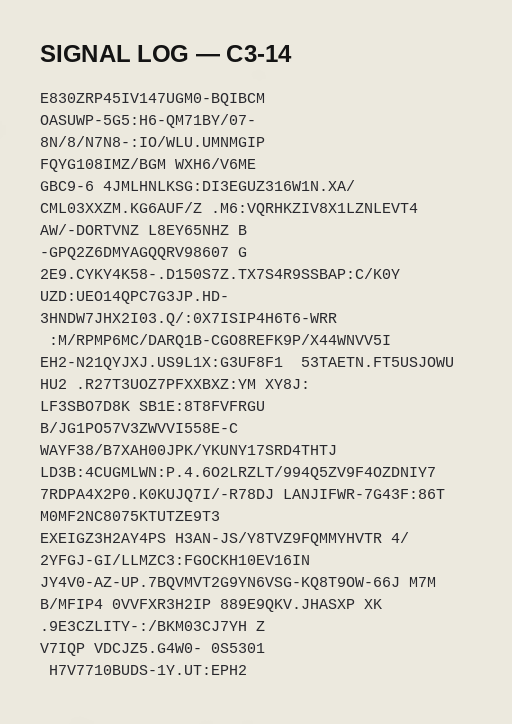 SIGNAL LOG — C3-14
E830ZRP45IV147UGM0-BQIBCM
OASUWP-5G5:H6-QM71BY/07-
8N/8/N7N8-:IO/WLU.UMNMGIP
FQYG108IMZ/BGM WXH6/V6ME
GBC9-6 4JMLHNLKSG:DI3EGUZ316W1N.XA/
CML03XXZM.KG6AUF/Z .M6:VQRHKZIV8X1LZNLEVT4
AW/-DORTVNZ L8EY65NHZ B
-GPQ2Z6DMYAGQQRV98607 G
2E9.CYKY4K58-.D150S7Z.TX7S4R9SSBAP:C/K0Y
UZD:UEO14QPC7G3JP.HD-
3HNDW7JHX2I03.Q/:0X7ISIP4H6T6-WRR
:M/RPMP6MC/DARQ1B-CGO8REFK9P/X44WNVV5I
EH2-N21QYJXJ.US9L1X:G3UF8F1  53TAETN.FT5USJOWU
HU2 .R27T3UOZ7PFXXBXZ:YM XY8J:
LF3SBO7D8K SB1E:8T8FVFRGU
B/JG1PO57V3ZWVVI558E-C
WAYF38/B7XAH00JPK/YKUNY17SRD4THTJ
LD3B:4CUGMLWN:P.4.6O2LRZLT/994Q5ZV9F4OZDNIY7
7RDPA4X2P0.K0KUJQ7I/-R78DJ LANJIFWR-7G43F:86T
M0MF2NC8075KTUTZE9T3
EXEIGZ3H2AY4PS H3AN-JS/Y8TVZ9FQMMYHVTR 4/
2YFGJ-GI/LLMZC3:FGOCKH10EV16IN
JY4V0-AZ-UP.7BQVMVT2G9YN6VSG-KQ8T9OW-66J M7M
B/MFIP4 0VVFXR3H2IP 889E9QKV.JHASXP XK
.9E3CZLITY-:/BKM03CJ7YH Z
V7IQP VDCJZ5.G4W0- 0S5301
H7V7710BUDS-1Y.UT:EPH2